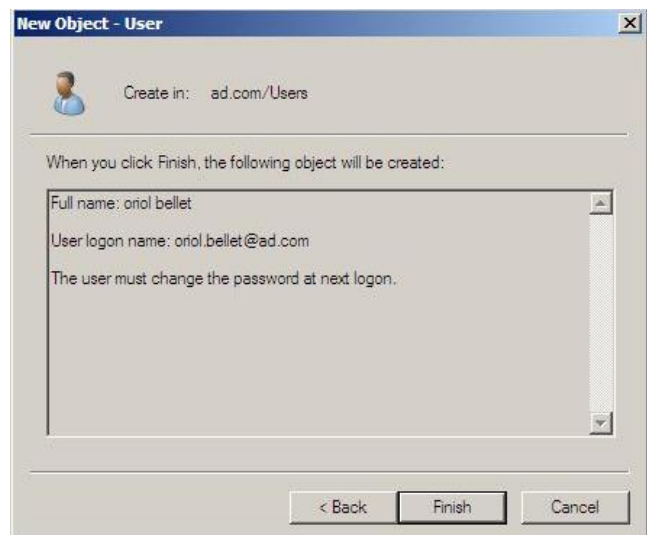 New Object - User
Create in: ad.com/Users
When you click Finish, the following object will be created:
Full name: oriol bellet
User logon name: oriol.bellet@ad.com
The user must change the password at next logon.
< Back Finish Cancel